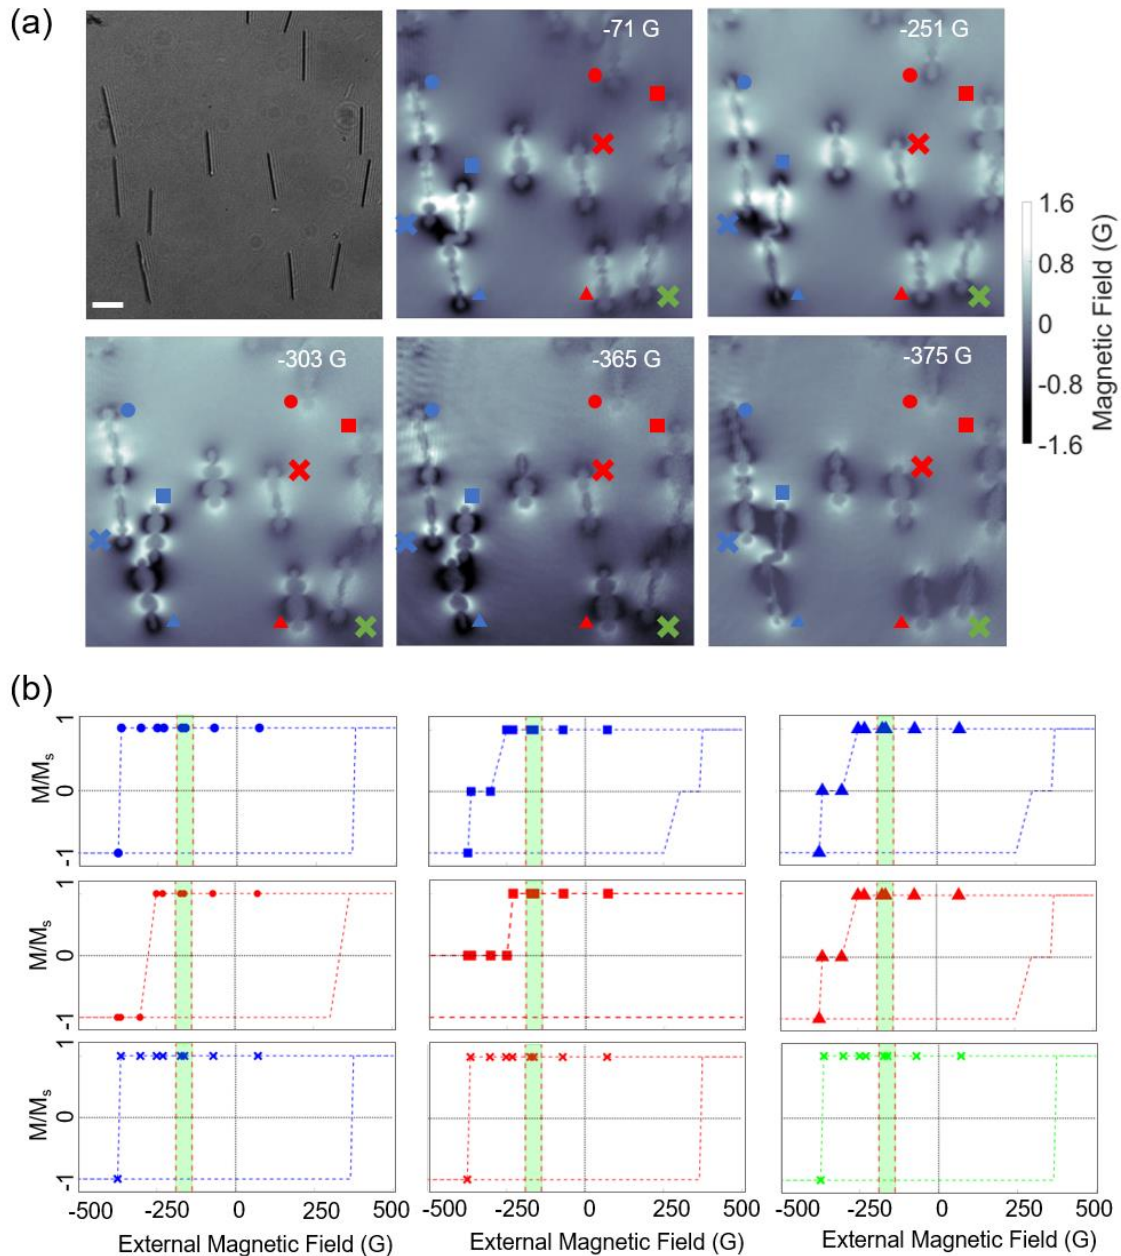 (a)
-71 G
-251 G
-303 G
-365 G
-375 G
1.6
0.8
0
-0.8
-1.6
Magnetic Field (G)
(b)
M/Ms
1
0
-1
M/Ms
1
0
-1
M/Ms
1
0
-1
-500 -250 0 250 500
-500 -250 0 250 500
-500 -250 0 250 500
External Magnetic Field (G)
External Magnetic Field (G)
External Magnetic Field (G)